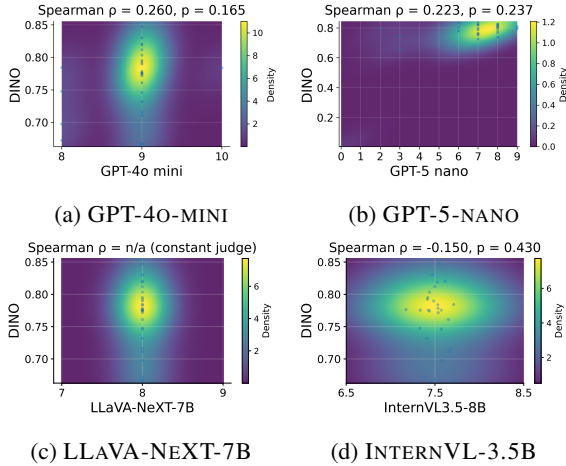 Spearman ρ = 0.260, p = 0.165
0.85
0.80
0.75
0.70
DINO
8
9
10
GPT-4o mini
10
8
6
4
2
Density
(a) GPT-4O-MINI
Spearman ρ = 0.223, p = 0.237
0.8
0.6
0.4
0.2
DINO
0 1 2 3 4 5 6 7 8 9
GPT-5 nano
1.2
1.0
0.8
0.6
0.4
0.2
0.0
Density
(b) GPT-5-NANO
Spearman ρ = n/a (constant judge)
0.85
0.80
0.75
0.70
DINO
7
8
9
LLaVA-NeXT-7B
6
4
2
Density
(c) LLAVA-NEXT-7B
Spearman ρ = -0.150, p = 0.430
0.85
0.80
0.75
0.70
DINO
6.5
7.5
8.5
InternVL3.5-8B
6
4
2
Density
(d) INTERNVL-3.5B